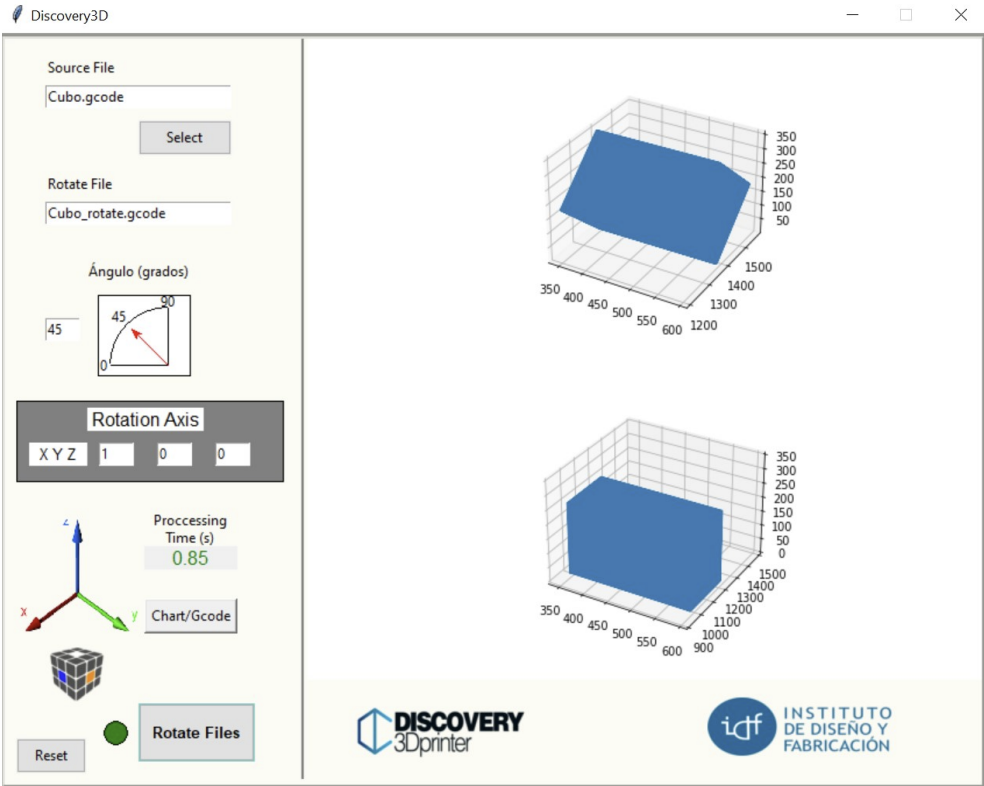 Discovery3D
Source File
Cubo.gcode
Select
Rotate File
Cubo_rotate.gcode
Ángulo (grados)
45
90
45
0
Rotation Axis
X Y Z 1 0 0
z
x
y
Proccessing
Time (s)
0.85
Chart/Gcode
Rotate Files
Reset
350
300
250
200
150
100
50
1500
1400
1300
1200
350 400 450 500 550 600
350
300
250
200
150
100
50
0
1500
1400
1300
1200
1100
1000
900
350 400 450 500 550 600
DISCOVERY
3Dprinter
idf
INSTITUTO
DE DISEÑO Y
FABRICACIÓN